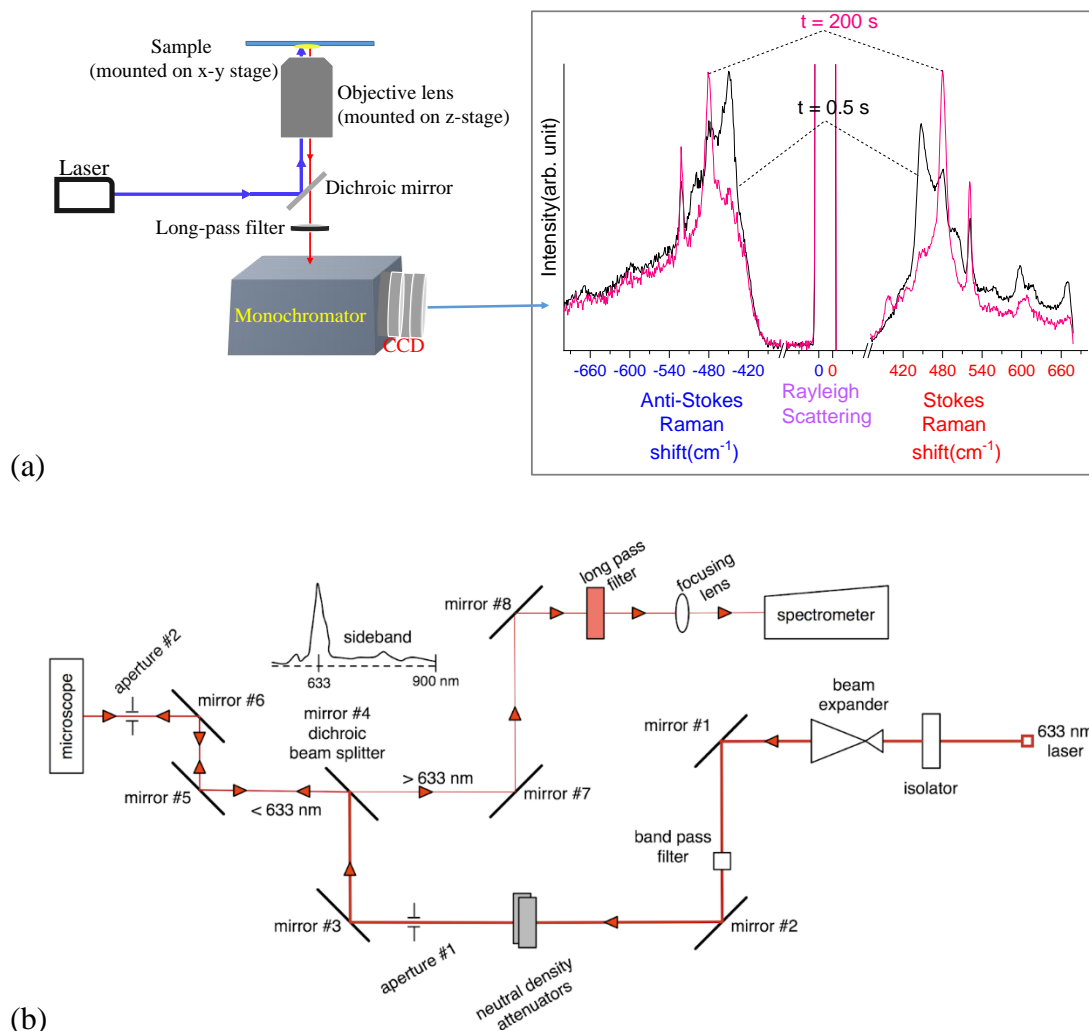 Sample
(mounted on x-y stage)
Objective lens
(mounted on z-stage)
Laser
Dichroic mirror
Long-pass filter
Monochromator
CCD
t = 200 s
t = 0.5 s
Intensity(arb. unit)
-660 -600 -540 -480 -420 0 0 420 480 540 600 660
Anti-Stokes
Raman
shift(cm-1)
Rayleigh
Scattering
Stokes
Raman
shift(cm-1)
(a)
long pass
filter
focusing
lens
mirror #8
spectrometer
sideband
633
900 nm
aperture #2
microscope
mirror #6
mirror #4
dichroic
beam splitter
mirror #5
< 633 nm
> 633 nm
mirror #7
mirror #1
beam
expander
633 nm
laser
isolator
band pass
filter
mirror #3
aperture #1
neutral density
attenuators
mirror #2
(b)